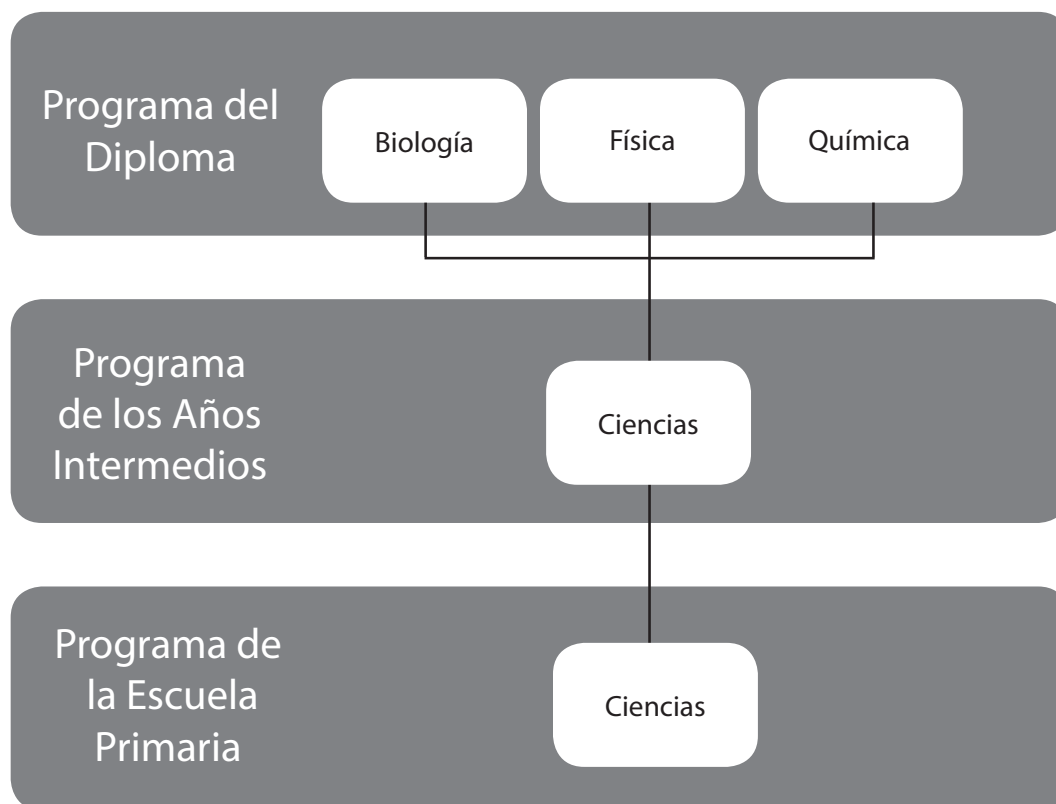 Programa del
Diploma
Biología
Física
Química
Programa
de los Años
Intermedios
Ciencias
Programa de
la Escuela
Primaria
Ciencias